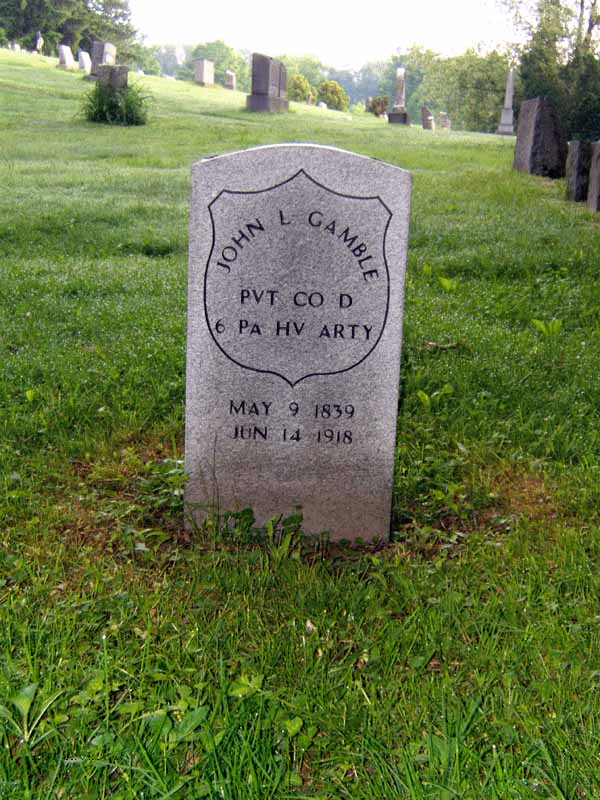 JOHN L GAMBLE
PVT CO D
6 PA HV ARTY
MAY 9 1839
JUN 14 1918